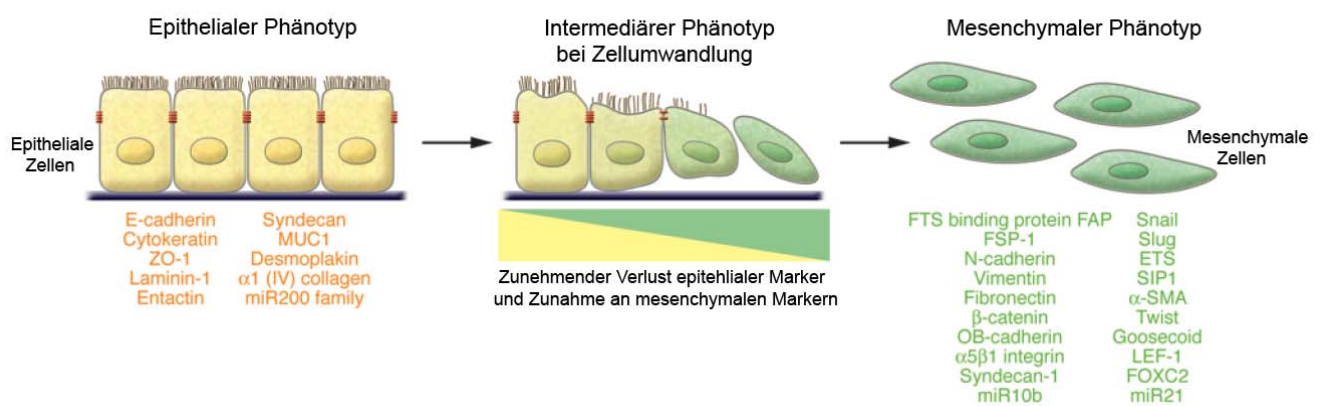 Epithelialer Phänotyp
Intermediärer Phänotyp
bei Zellumwandlung
Mesenchymaler Phänotyp
Epitheliale
Zellen
Mesenchymale
Zellen
E-cadherin
Cytokeratin
ZO-1
Laminin-1
Entactin
Syndecan
MUC1
Desmoplakin
α1 (IV) collagen
miR200 family
Zunehmender Verlust epitehlialer Marker
und Zunahme an mesenchymalen Markern
FTS binding protein FAP
FSP-1
N-cadherin
Vimentin
Fibronectin
β-catenin
OB-cadherin
α5β1 integrin
Syndecan-1
miR10b
Snail
Slug
ETS
SIP1
α-SMA
Twist
Goosecoid
LEF-1
FOXC2
miR21